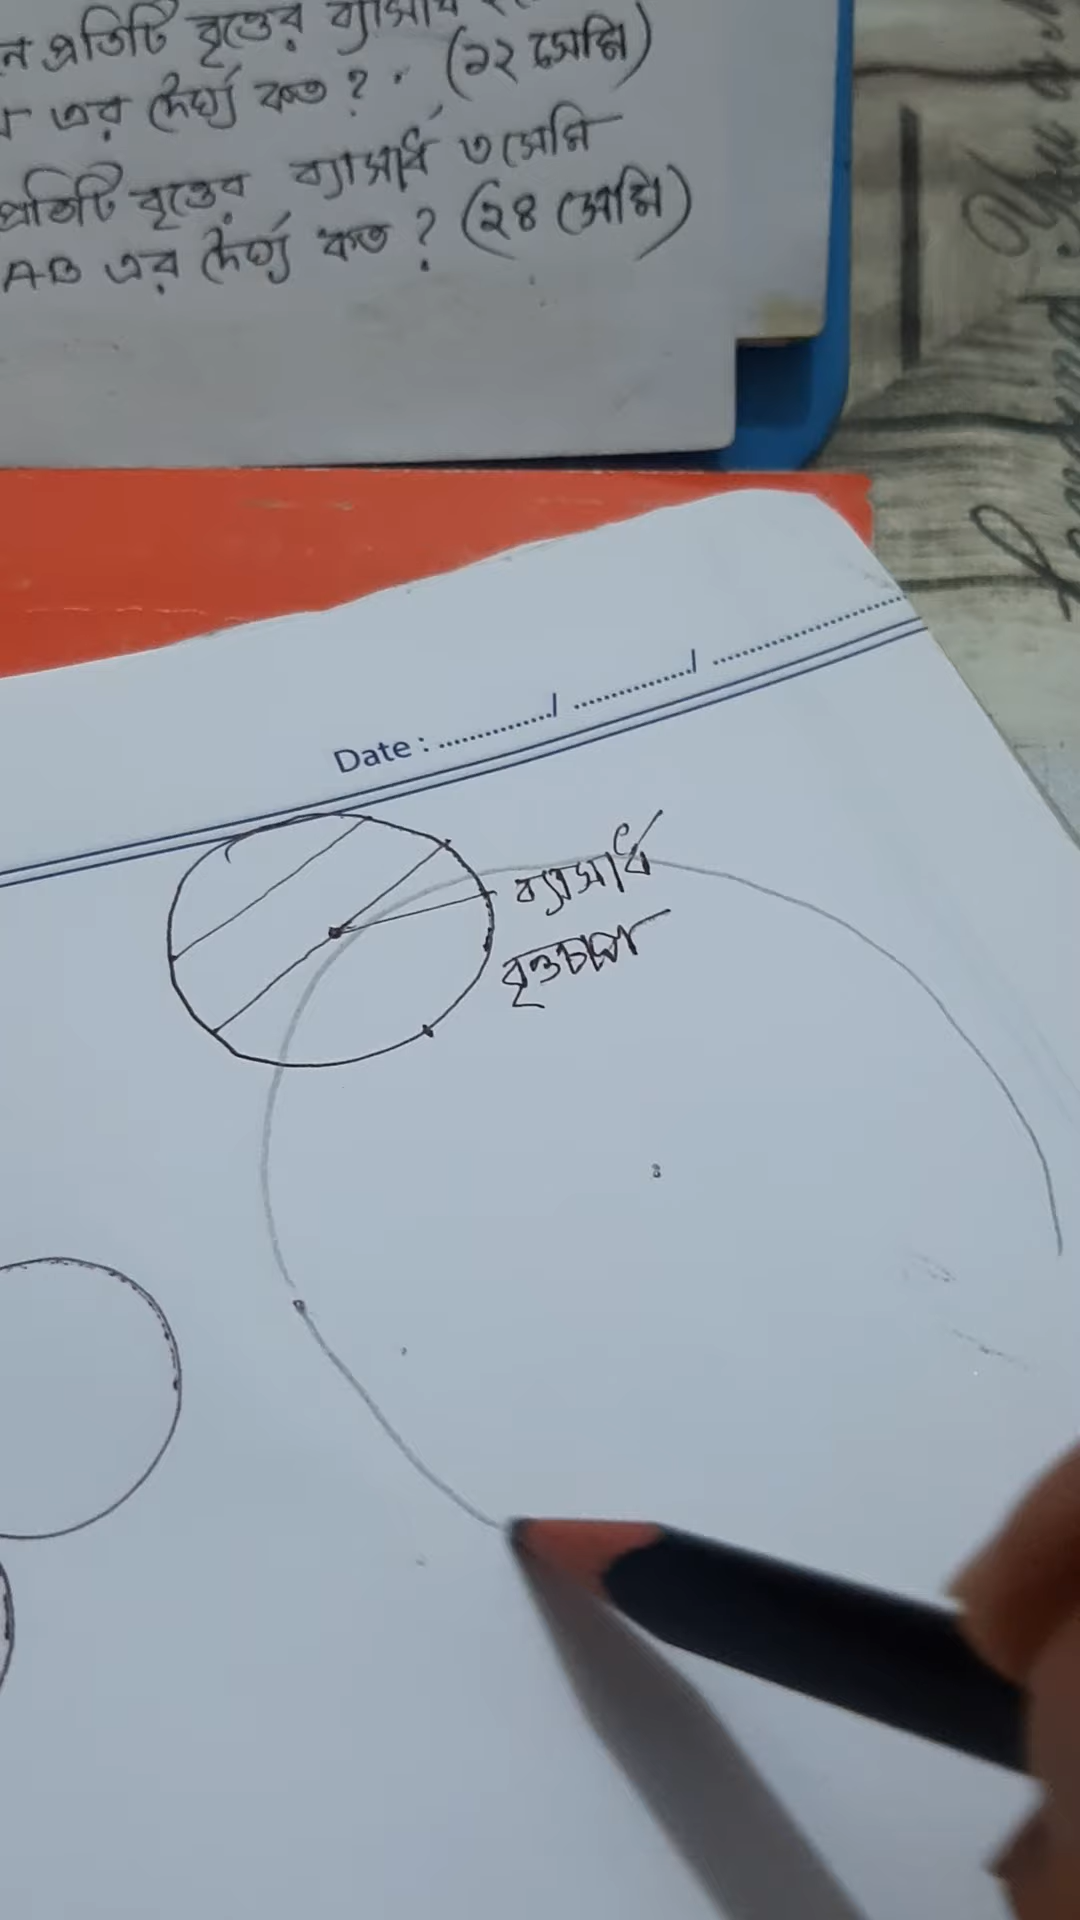 ন প্রতিটি বৃত্তের ব্যাসার্ধ
এর দৈর্ঘ্য কত? (১২ সেমি)
প্রতিটি বৃত্তের ব্যাসার্ধ ৩ সেমি
AB এর দৈর্ঘ্য কত? (২৪ সেমি)
Date : ............/ ............/ ....................
ব্যাসার্ধ
বৃত্তচাপ